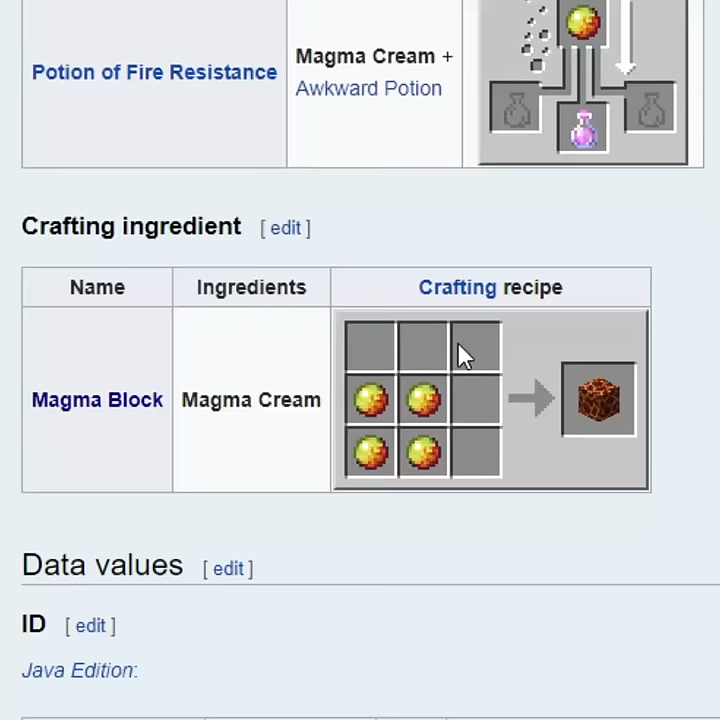 Potion of Fire Resistance
Magma Cream +
Awkward Potion
Crafting ingredient [ edit ]
Name Ingredients Crafting recipe
Magma Block Magma Cream
Data values [ edit ]
ID [ edit ]
Java Edition: